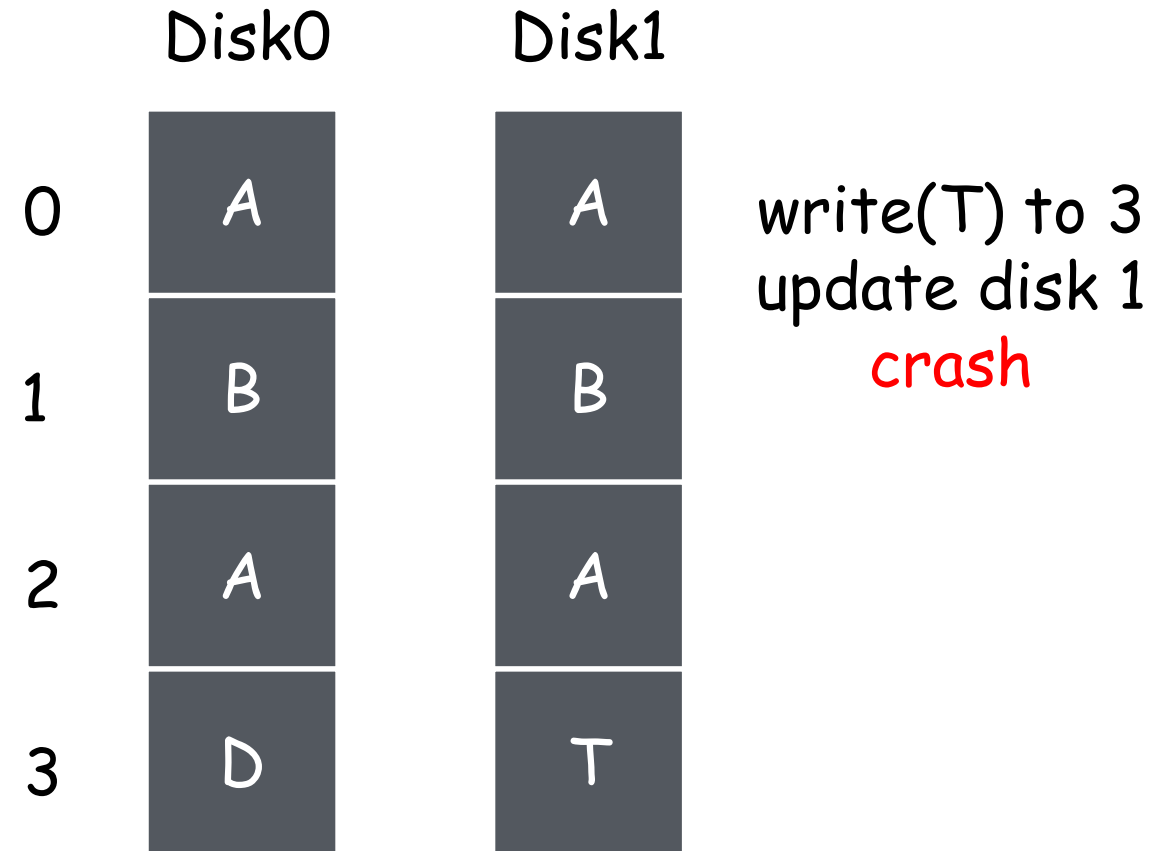 Disk0 Disk1
0 A A
write(T) to 3
update disk 1
crash
1 B B
2 A A
3 D T